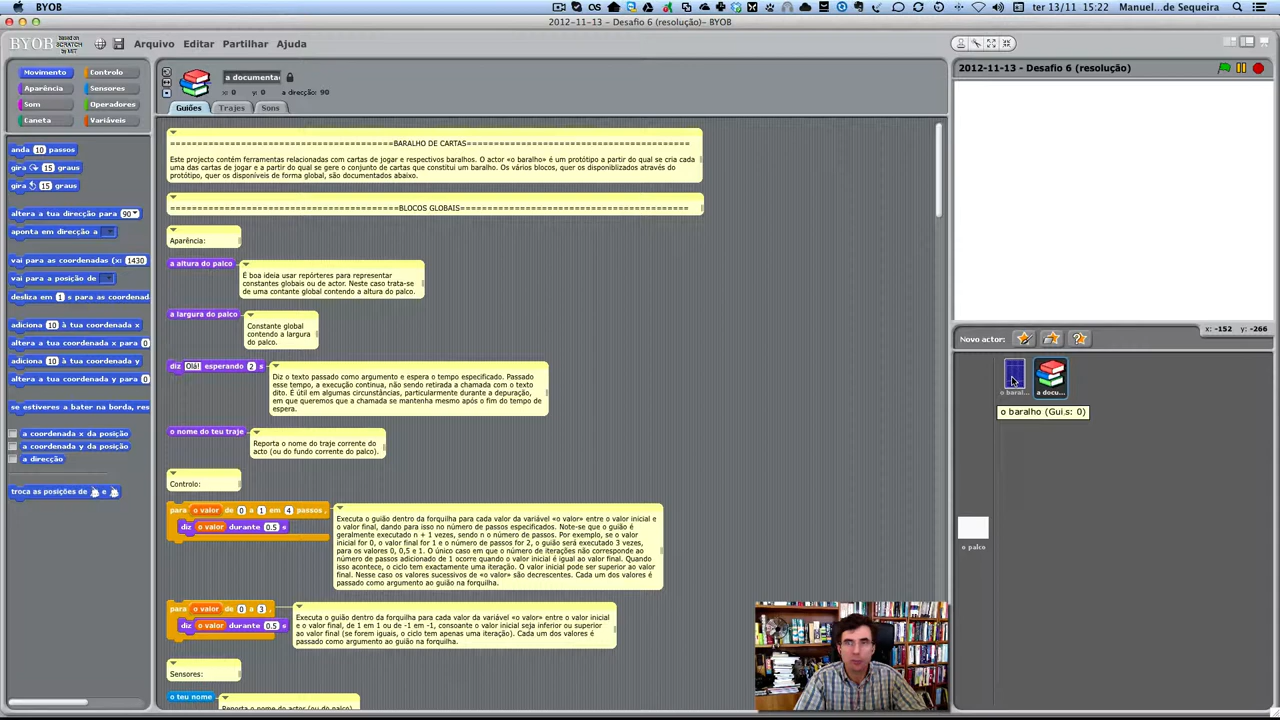 BYOB
ter 13/11 15:22 Manuel...de Sequeira
2012-11-13– Desafio 6 (resolução)– BYOB
BYOB BASED ON SCRATCH by MIT
Arquivo Editar Partilhar Ajuda
Movimento Controlo
Aparência Sensores
Som Operadores
Caneta Variáveis
anda 10 passos
gira 15 graus
gira 15 graus
altera a tua direcção para 90
aponta em direcção a
vai para as coordenadas (x: 1430
vai para a posição de
desliza em 1 s para as coordenad
adiciona 10 à tua coordenada x
altera a tua coordenada x para 0
adiciona 10 à tua coordenada y
altera a tua coordenada y para 0
se estiveres a bater na borda, res
a coordenada x da posição
a coordenada y da posição
a direcção
troca as posições de e
a documenta
x: 0 y: 0 a direcção: 90
Guiões Trajes Sons
BARALHO DE CARTAS
Este projecto contém ferramentas relacionadas com cartas de jogar e respectivos baralhos. O actor «o baralho» é um protótipo a partir do qual se cria cada
uma das cartas de jogar e a partir do qual se gere o conjunto de cartas que constitui um baralho. Os vários blocos, quer os disponiblizados através do
protótipo, quer os disponíveis de forma global, são documentados abaixo.
BLOCOS GLOBAIS
Aparência:
a altura do palco
É boa ideia usar repórteres para representar
constantes globais ou de actor. Neste caso trata-se
de uma contante global contendo a altura do palco.
a largura do palco
Constante global
contendo a largura
do palco.
diz Olá! esperando 2 s
Diz o texto passado como argumento e espera o tempo especificado. Passado
esse tempo, a execução continua, não sendo retirada a chamada com o texto
dito. É útil em algumas circunstâncias, particularmente durante a depuração,
em que queremos que a chamada se mantenha mesmo após o fim do tempo de
espera.
o nome do teu traje
Reporta o nome do traje corrente do
acto (ou do fundo corrente do palco).
Controlo:
para o valor de 0 a 1 em 4 passos,
diz o valor durante 0.5 s
Executa o guião dentro da forquilha para cada valor da variável «o valor» entre o valor inicial e
o valor final, dando para isso no número de passos especificados. Note-se que o guião é
geralmente executado n + 1 vezes, sendo n o número de passos. Por exemplo, se o valor
inicial for 0, o valor final for 1 e o número de passos for 2, o guião será executado 3 vezes,
para os valores 0, 0,5 e 1. O único caso em que o número de iterações não corresponde ao
número de passos adicionado de 1 ocorre quando o valor inicial é igual ao valor final. Quando
isso acontece, o ciclo tem exactamente uma iteração. O valor inicial pode ser superior ao valor
final. Nesse caso os valores sucessivos de «o valor» são decrescentes. Cada um dos valores é
passado como argumento ao guião na forquilha.
para o valor de 0 a 3,
diz o valor durante 0.5 s
Executa o guião dentro da forquilha para cada valor da variável «o valor» entre o valor inicial
e o valor final, de 1 em 1 ou de -1 em -1, consoante o valor inicial seja inferior ou superior
ao valor final (se forem iguais, o ciclo tem apenas uma iteração). Cada um dos valores é
passado como argumento ao guião na forquilha.
Sensores:
o teu nome
Reporta o nome do actor (ou do palco).
2012-11-13 - Desafio 6 (resolução)
x: -152 y: -266
Novo actor:
o baral... a docu...
o baralho (Gui.s: 0)
o palco